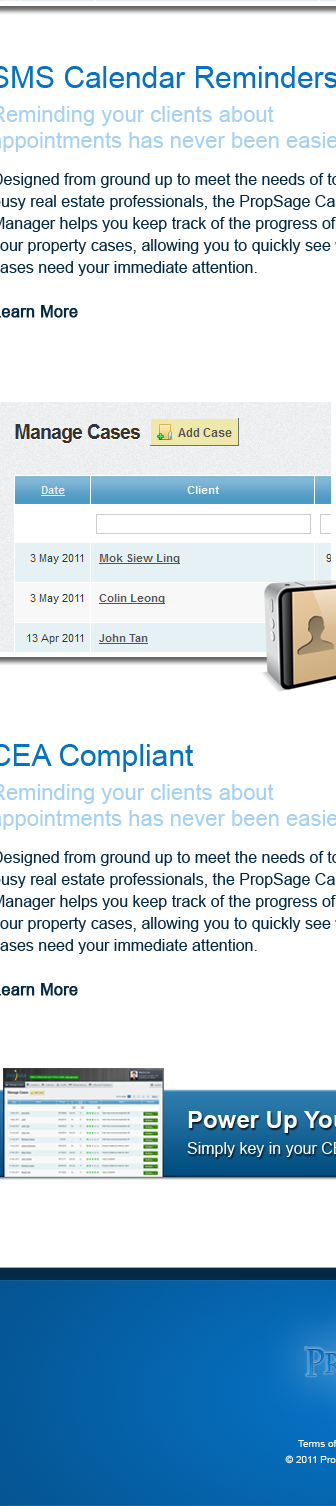 SMS Calendar Reminders
Reminding your clients about
appointments has never been easie
Designed from ground up to meet the needs of to
busy real estate professionals, the PropSage Ca
Manager helps you keep track of the progress of
your property cases, allowing you to quickly see
cases need your immediate attention.
Learn More
Manage Cases Add Case
Date Client
3 May 2011 Mok Siew Ling 9
3 May 2011 Colin Leong
13 Apr 2011 John Tan
CEA Compliant
Reminding your clients about
appointments has never been easie
Designed from ground up to meet the needs of to
busy real estate professionals, the PropSage Ca
Manager helps you keep track of the progress of
your property cases, allowing you to quickly see
cases need your immediate attention.
Learn More
Manage Cases
Power Up You
Simply key in your CE
PR
Terms of
© 2011 Pro